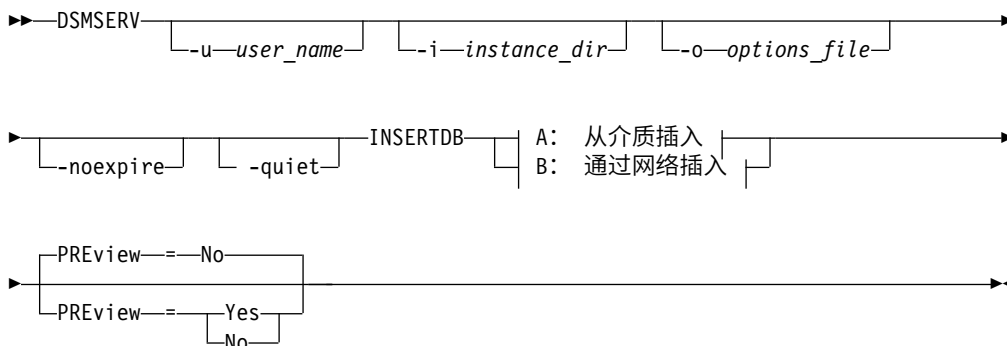 DSMSERV
-u user_name -i instance_dir -o options_file
INSERTDB A: 从介质插入
-noexpire -quiet B: 通过网络插入
PREview = No
PREview = Yes
No